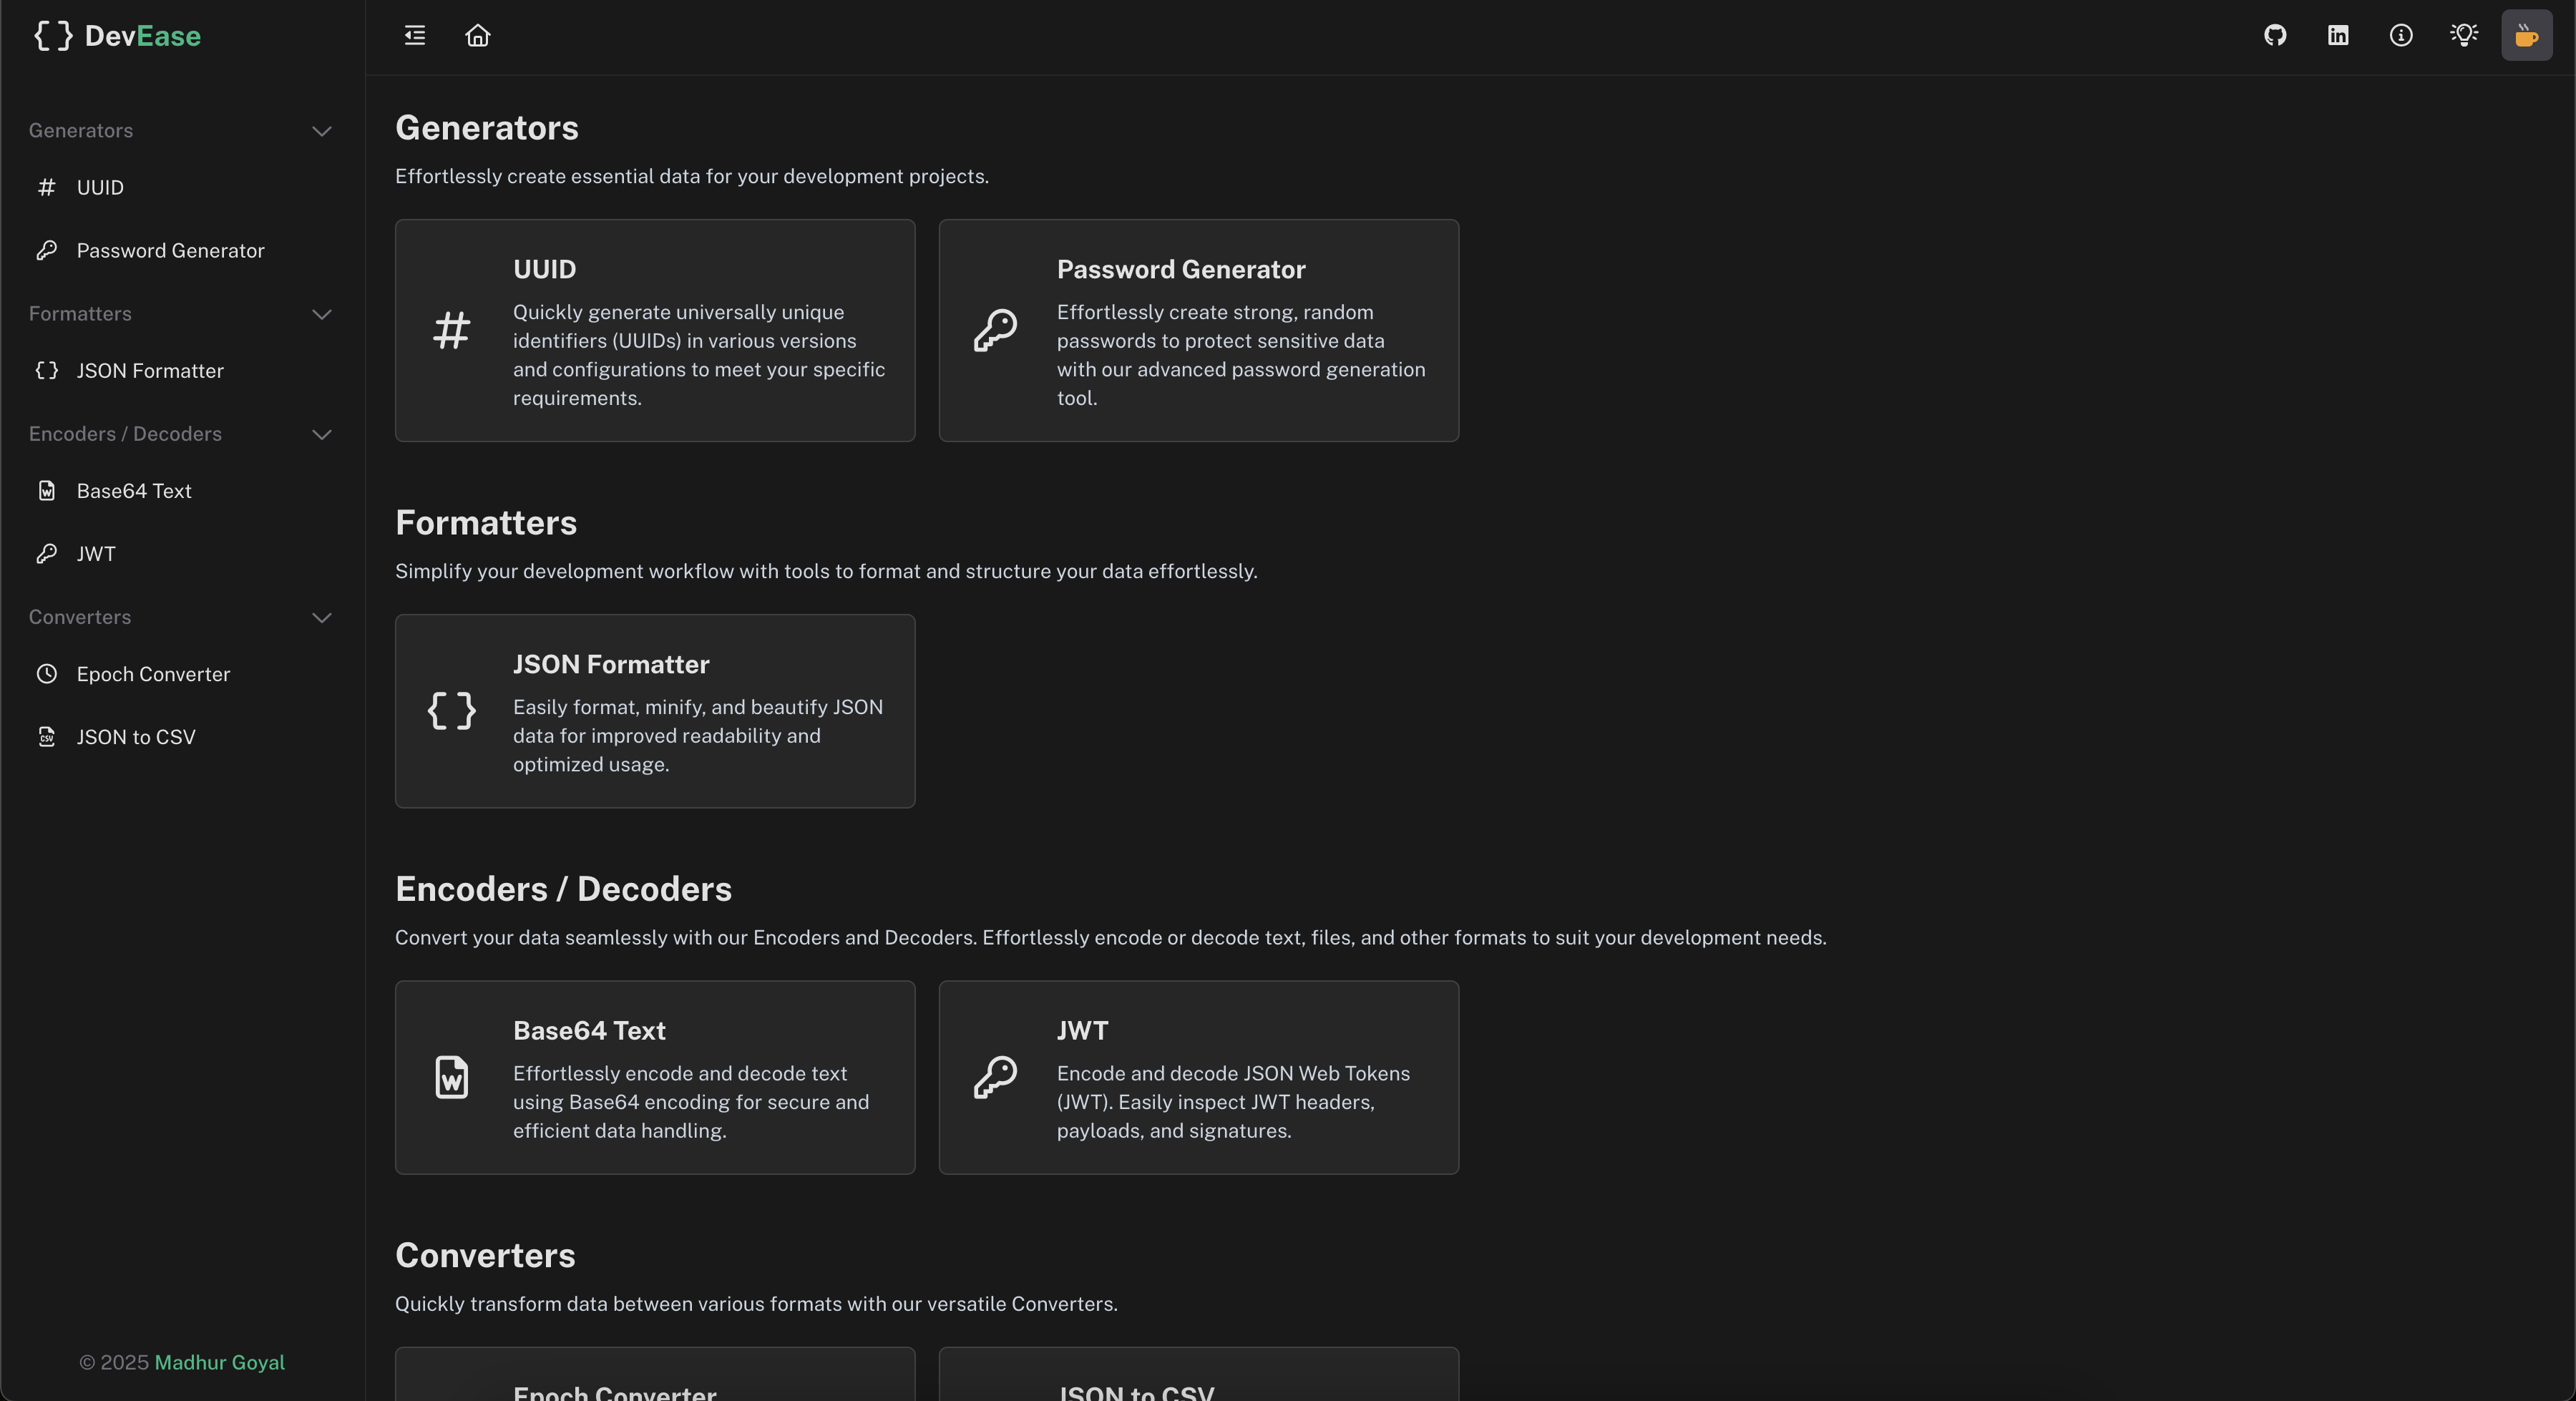 { } DevEase
Generators
UUID
Password Generator
Formatters
JSON Formatter
Encoders / Decoders
Base64 Text
JWT
Converters
Epoch Converter
JSON to CSV
© 2025 Madhur Goyal
Generators
Effortlessly create essential data for your development projects.
UUID
Quickly generate universally unique
identifiers (UUIDs) in various versions
and configurations to meet your specific
requirements.
Password Generator
Effortlessly create strong, random
passwords to protect sensitive data
with our advanced password generation
tool.
Formatters
Simplify your development workflow with tools to format and structure your data effortlessly.
JSON Formatter
Easily format, minify, and beautify JSON
data for improved readability and
optimized usage.
Encoders / Decoders
Convert your data seamlessly with our Encoders and Decoders. Effortlessly encode or decode text, files, and other formats to suit your development needs.
Base64 Text
Effortlessly encode and decode text
using Base64 encoding for secure and
efficient data handling.
JWT
Encode and decode JSON Web Tokens
(JWT). Easily inspect JWT headers,
payloads, and signatures.
Converters
Quickly transform data between various formats with our versatile Converters.
Epoch Converter
JSON to CSV